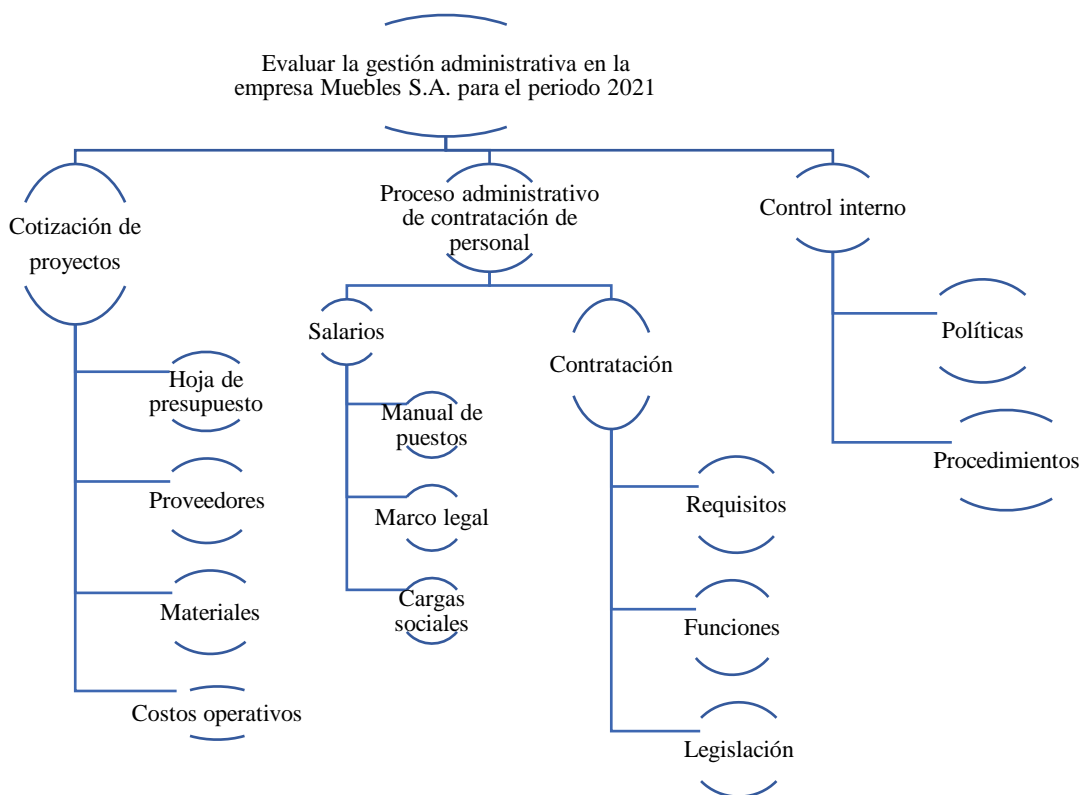 Evaluar la gestión administrativa en la
empresa Muebles S.A. para el periodo 2021
Cotización de
proyectos
Hoja de
presupuesto
Proveedores
Materiales
Costos operativos
Proceso administrativo
de contratación de
personal
Salarios
Manual de
puestos
Marco legal
Cargas
sociales
Contratación
Requisitos
Funciones
Legislación
Control interno
Políticas
Procedimientos